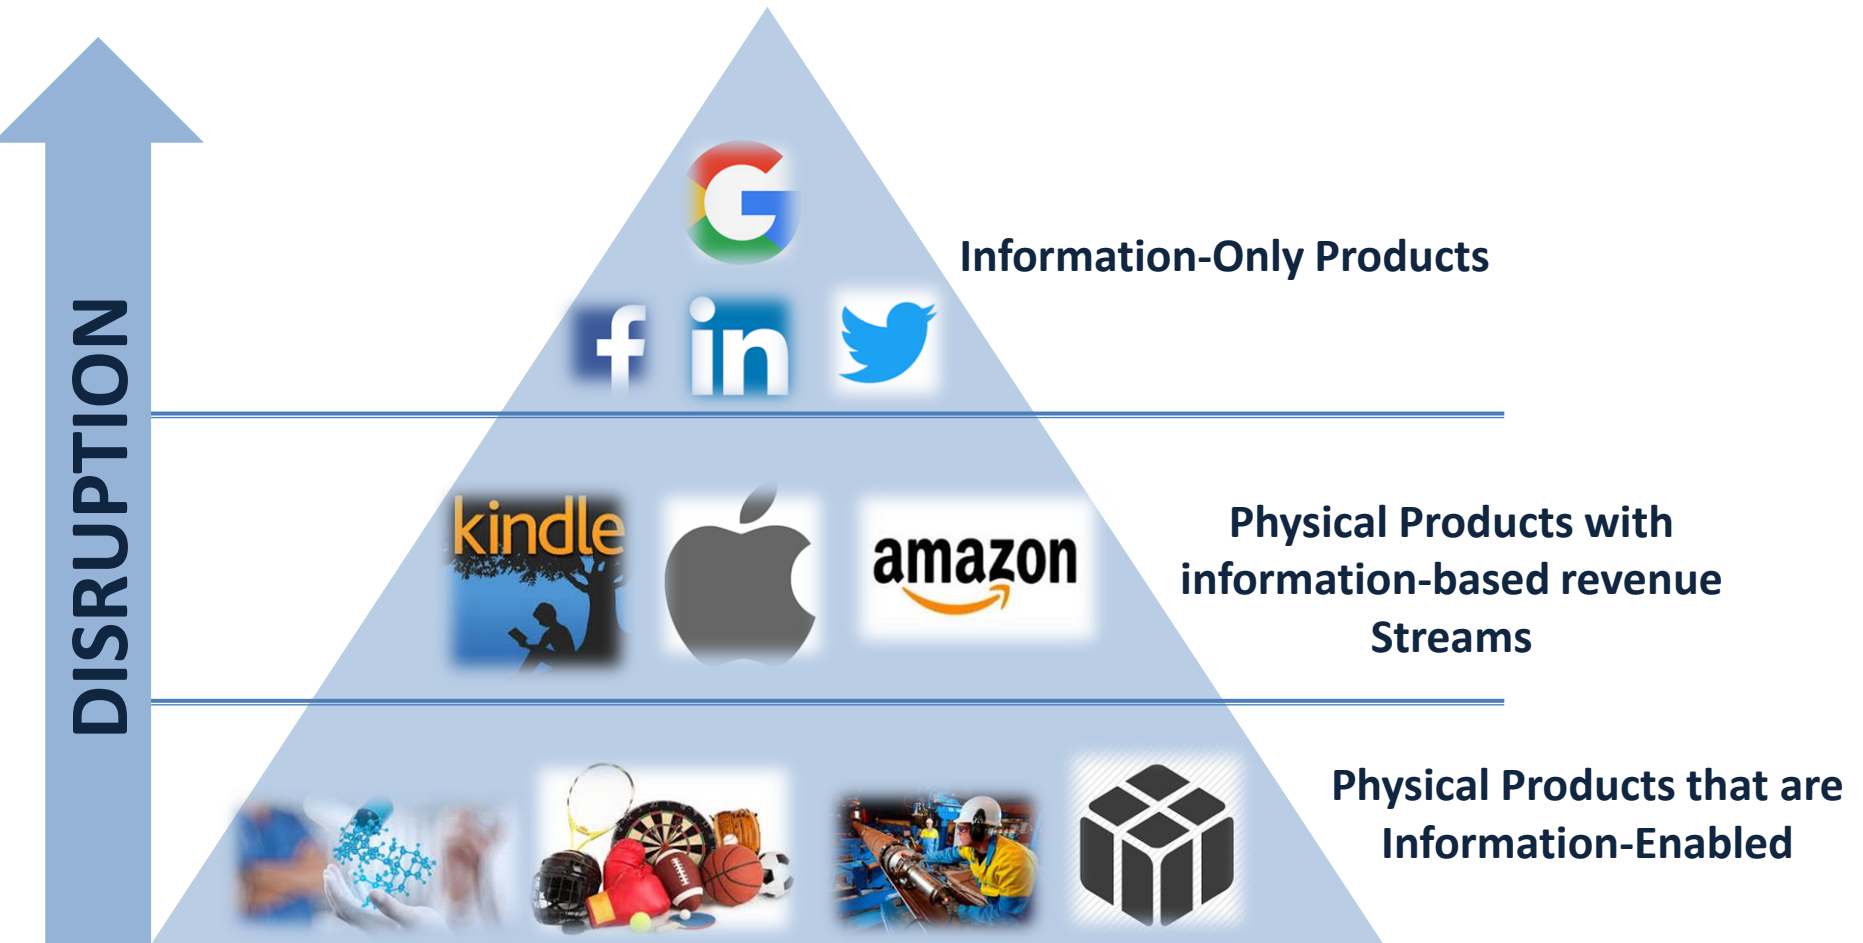 DISRUPTION
G
Information-Only Products
f
in
kindle
amazon
Physical Products with
information-based revenue
Streams
Physical Products that are
Information-Enabled